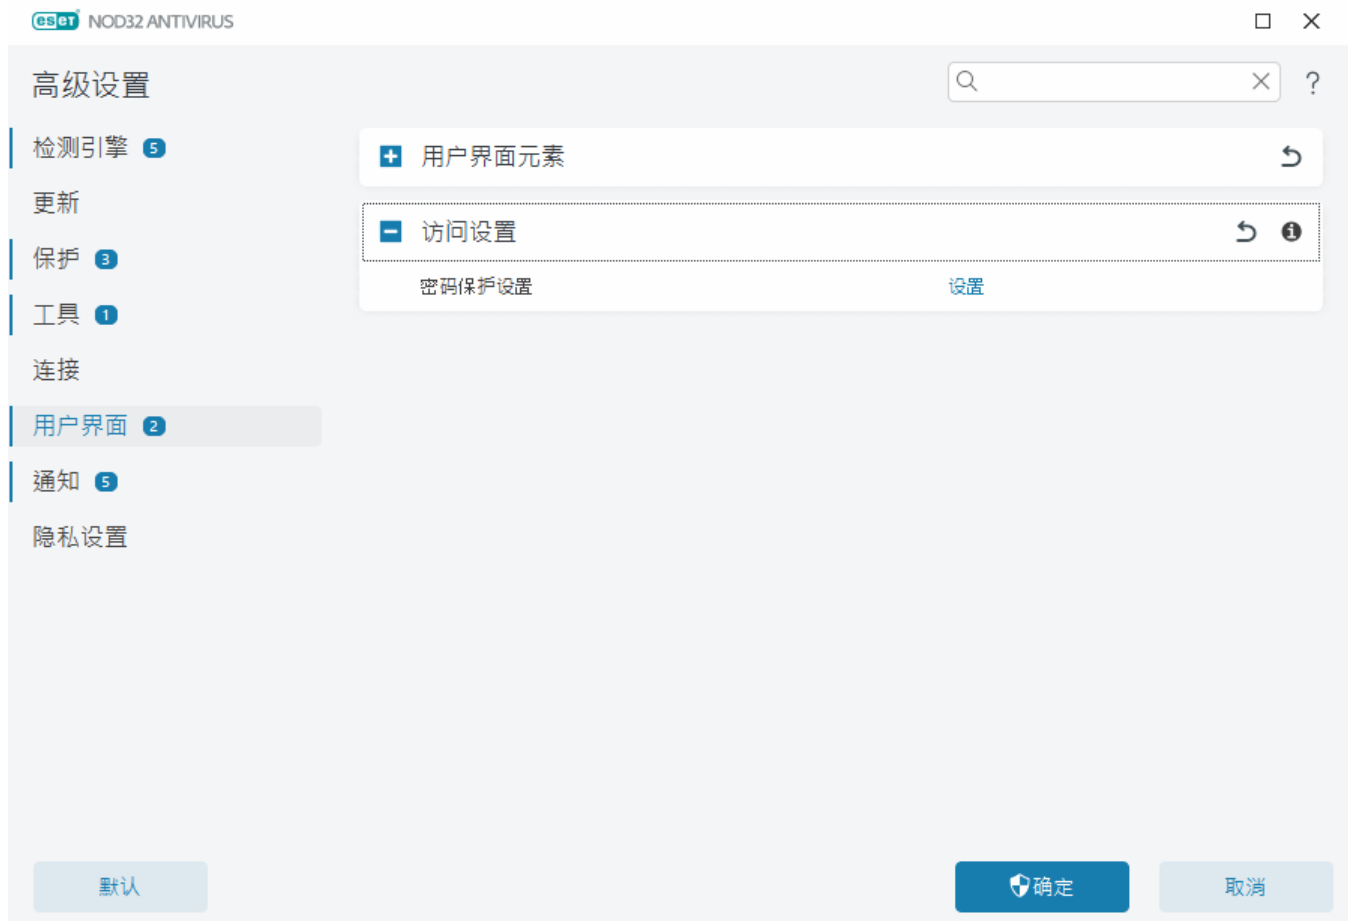 eset NOD32 ANTIVIRUS
高级设置
?
检测引擎 5
更新
保护 3
工具 1
连接
用户界面 2
通知 5
隐私设置
用户界面元素
访问设置
密码保护设置 设置
默认
确定
取消